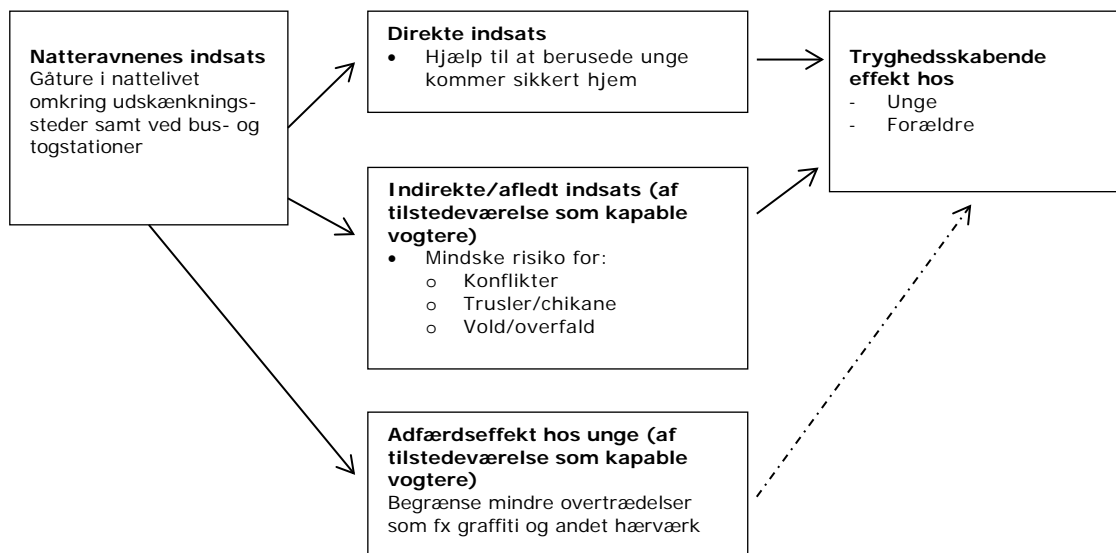 Natteravnenes indsats
Gåture i nattelivet
omkring udskænknings-
steder samt ved bus- og
togstationer
Direkte indsats
• Hjælp til at berusede unge
kommer sikkert hjem
Indirekte/afledt indsats (af
tilstedeværelse som kapable
vogtere)
• Mindske risiko for:
o Konflikter
o Trusler/chikane
o Vold/overfald
Adfærdseffekt hos unge (af
tilstedeværelse som kapable
vogtere)
Begrænse mindre overtrædelser
som fx graffiti og andet hærværk
Tryghedsskabende
effekt hos
- Unge
- Forældre